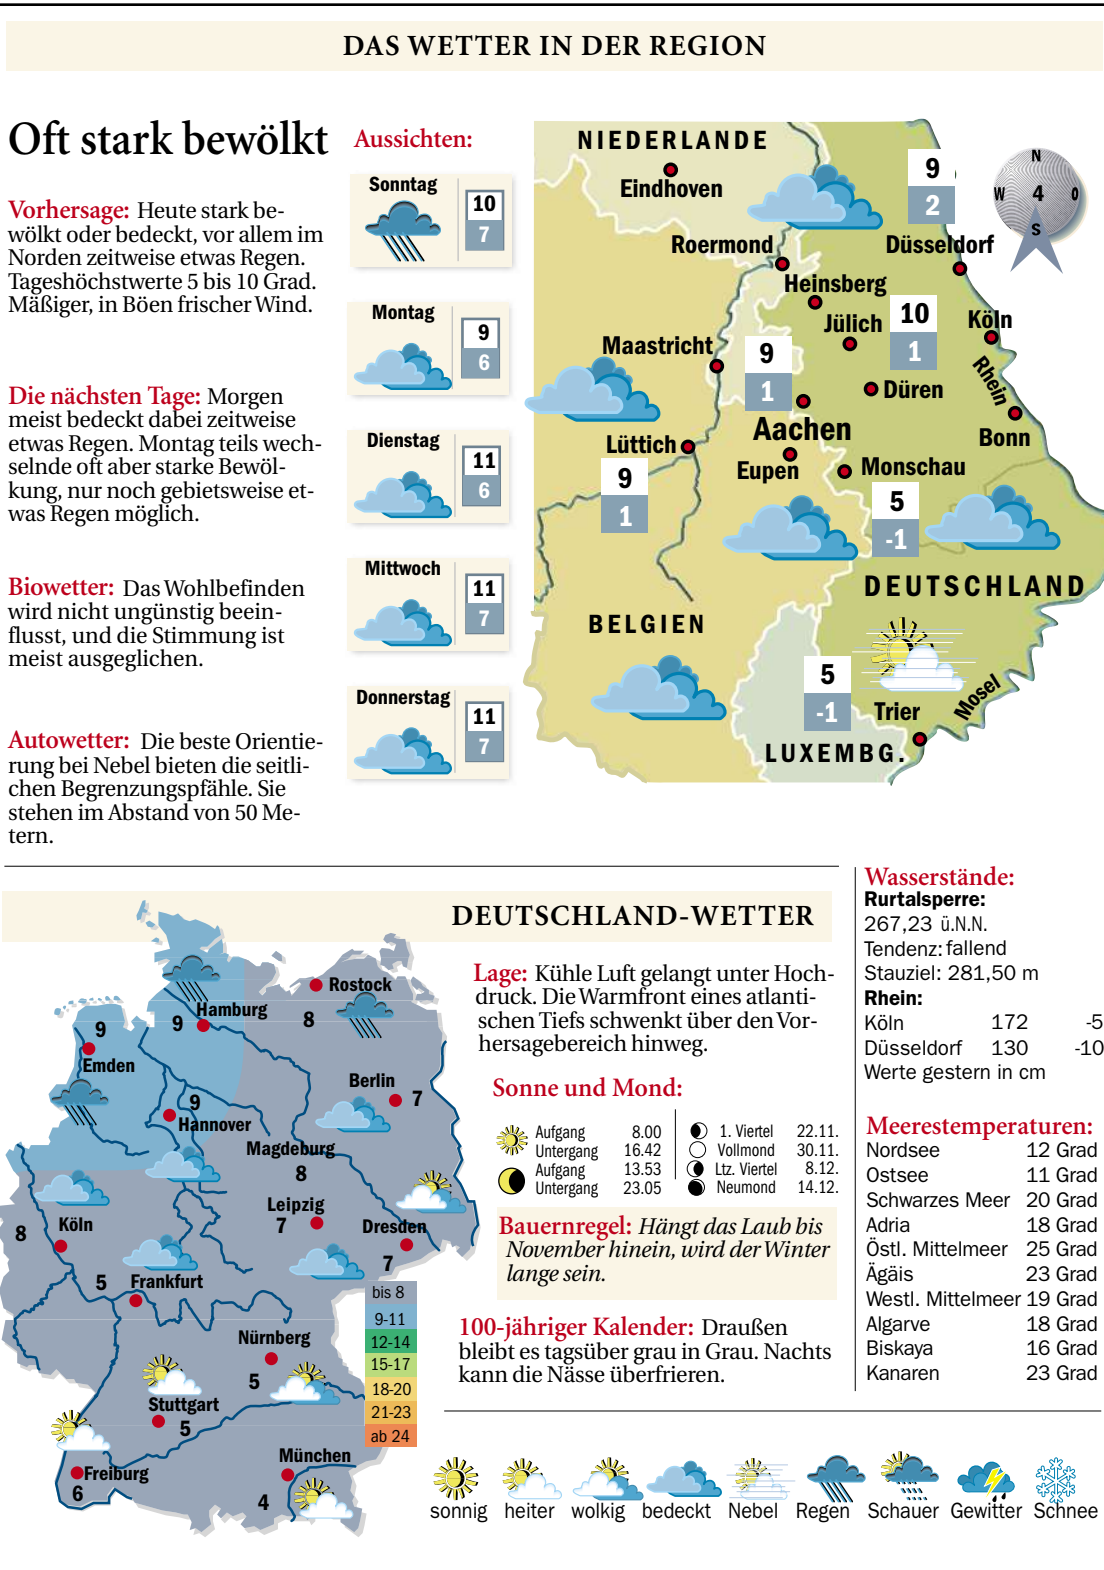 DAS WETTER IN DER REGION
Oft stark bewölkt
Vorhersage: Heute stark be-
wölkt oder bedeckt, vor allem im
Norden zeitweise etwas Regen.
Tageshöchstwerte 5 bis 10 Grad.
Mäßiger, in Böen frischer Wind.
Die nächsten Tage: Morgen
meist bedeckt dabei zeitweise
etwas Regen. Montag teils wech-
selnde oft aber starke Bewöl-
kung, nur noch gebietsweise et-
was Regen möglich.
Biowetter: Das Wohlbefinden
wird nicht ungünstig beein-
flusst, und die Stimmung ist
meist ausgeglichen.
Autowetter: Die beste Orientie-
rung bei Nebel bieten die seitli-
chen Begrenzungspfähle. Sie
stehen im Abstand von 50 Me-
tern.
Aussichten:
Sonntag
10
7
Montag
9
6
Dienstag
11
6
Mittwoch
11
7
Donnerstag
11
7
NIEDERLANDE
Eindhoven
9
2
N
W 4 O
S
Roermond
Düsseldorf
Heinsberg
Jülich
10
1
Köln
Maastricht
9
1
Rhein
Düren
Aachen
Bonn
Lüttich
Eupen
Monschau
9
1
5
-1
DEUTSCHLAND
BELGIEN
5
-1
Trier
Mosel
LUXEMBG.
DEUTSCHLAND-WETTER
Rostock
8
Hamburg
9
9
Emden
Berlin
7
9
Hannover
Magdeburg
8
Leipzig
7
Köln
8
Dresden
7
5
Frankfurt
Nürnberg
5
Stuttgart
5
München
4
Freiburg
6
bis 8
9-11
12-14
15-17
18-20
21-23
ab 24
Lage: Kühle Luft gelangt unter Hoch-
druck. Die Warmfront eines atlanti-
schen Tiefs schwenkt über den Vor-
hersagebereich hinweg.
Sonne und Mond:
Aufgang 8.00
Untergang 16.42
Aufgang 13.53
Untergang 23.05
1. Viertel 22.11.
Vollmond 30.11.
Ltz. Viertel 8.12.
Neumond 14.12.
Bauernregel: Hängt das Laub bis
November hinein, wird der Winter
lange sein.
100-jähriger Kalender: Draußen
bleibt es tagsüber grau in Grau. Nachts
kann die Nässe überfrieren.
Wasserstände:
Rurtalsperre:
267,23 ü.N.N.
Tendenz: fallend
Stauziel: 281,50 m
Rhein:
Köln 172 -5
Düsseldorf 130 -10
Werte gestern in cm
Meerestemperaturen:
Nordsee 12 Grad
Ostsee 11 Grad
Schwarzes Meer 20 Grad
Adria 18 Grad
Östl. Mittelmeer 25 Grad
Ägäis 23 Grad
Westl. Mittelmeer 19 Grad
Algarve 18 Grad
Biskaya 16 Grad
Kanaren 23 Grad
sonnig heiter wolkig bedeckt Nebel Regen Schauer Gewitter Schnee